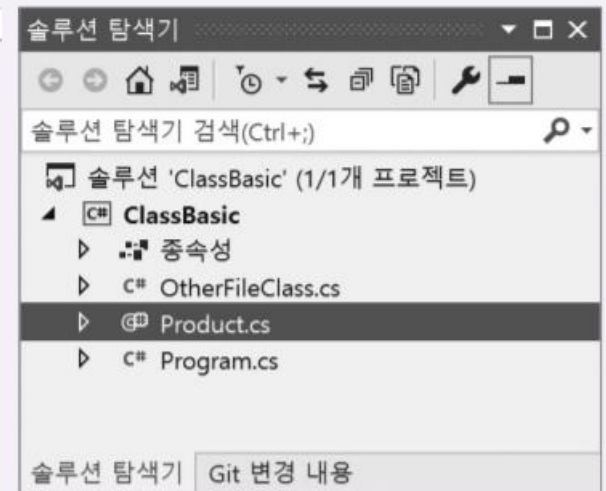 솔루션 탐색기
솔루션 탐색기 검색(Ctrl+;)
솔루션 'ClassBasic' (1/1개 프로젝트)
C# ClassBasic
종속성
C# OtherFileClass.cs
C# Product.cs
C# Program.cs
솔루션 탐색기 Git 변경 내용